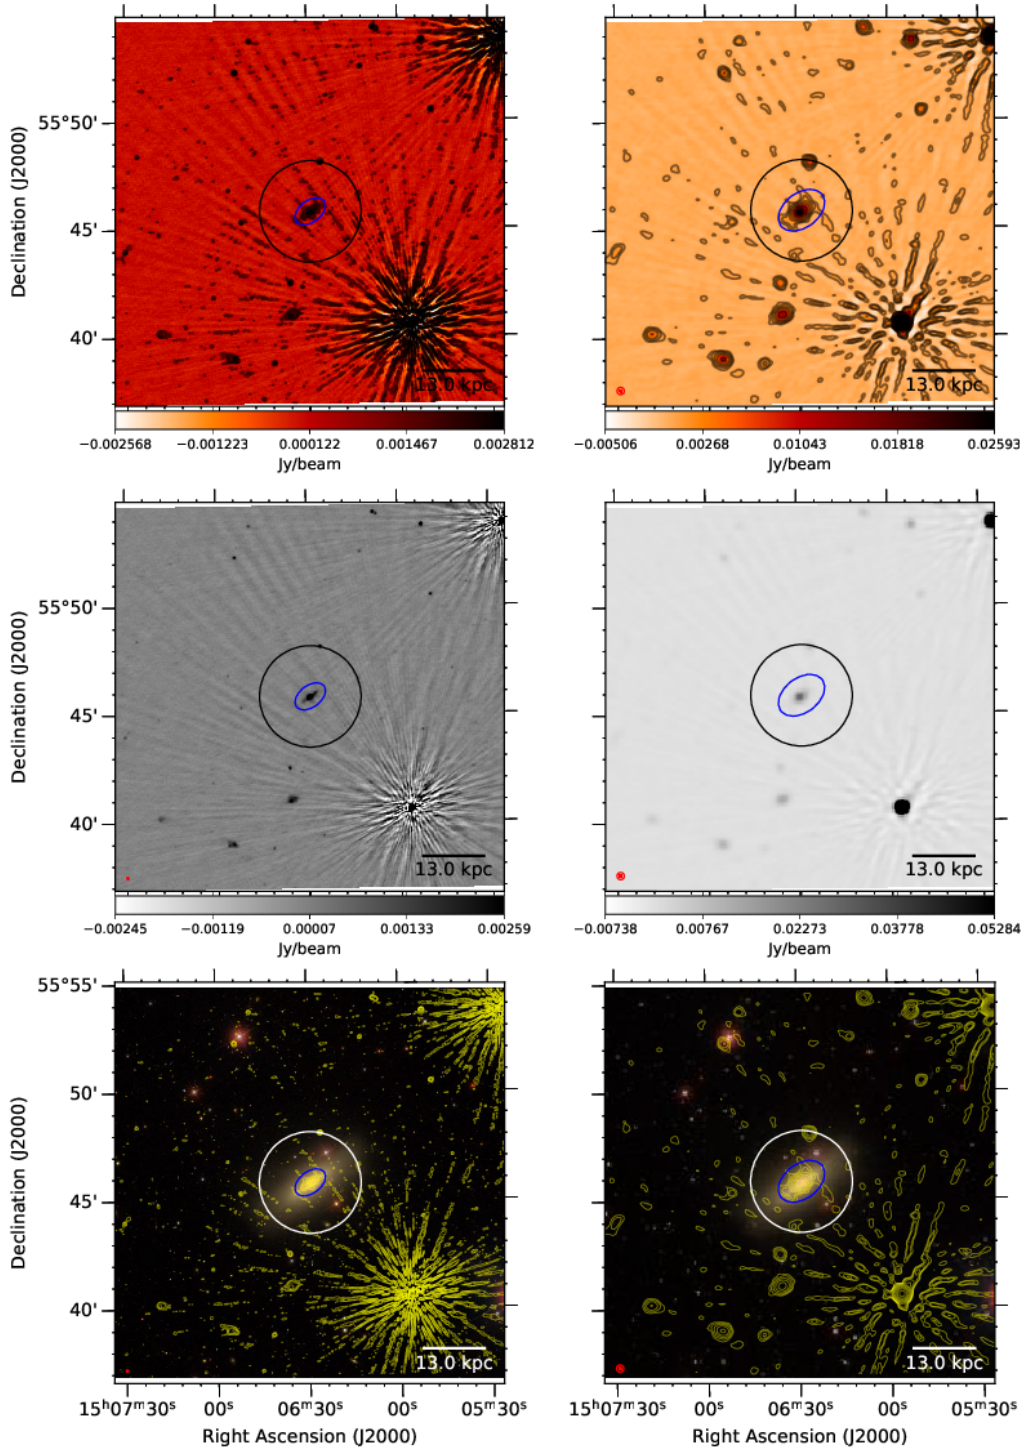 Declination (J2000)
55°50'
45'
40'
13.0 kpc
−0.002568 −0.001223 0.000122 0.001467 0.002812
Jy/beam
13.0 kpc
−0.00506 0.00268 0.01043 0.01818 0.02593
Jy/beam
Declination (J2000)
55°50'
45'
40'
13.0 kpc
−0.00245 −0.00119 0.00007 0.00133 0.00259
Jy/beam
13.0 kpc
−0.00738 0.00767 0.02273 0.03778 0.05284
Jy/beam
Declination (J2000)
55°55'
50'
45'
40'
13.0 kpc
15ʰ07ᵐ30ˢ 00ˢ 06ᵐ30ˢ 00ˢ 05ᵐ30ˢ
Right Ascension (J2000)
13.0 kpc
15ʰ07ᵐ30ˢ 00ˢ 06ᵐ30ˢ 00ˢ 05ᵐ30ˢ
Right Ascension (J2000)